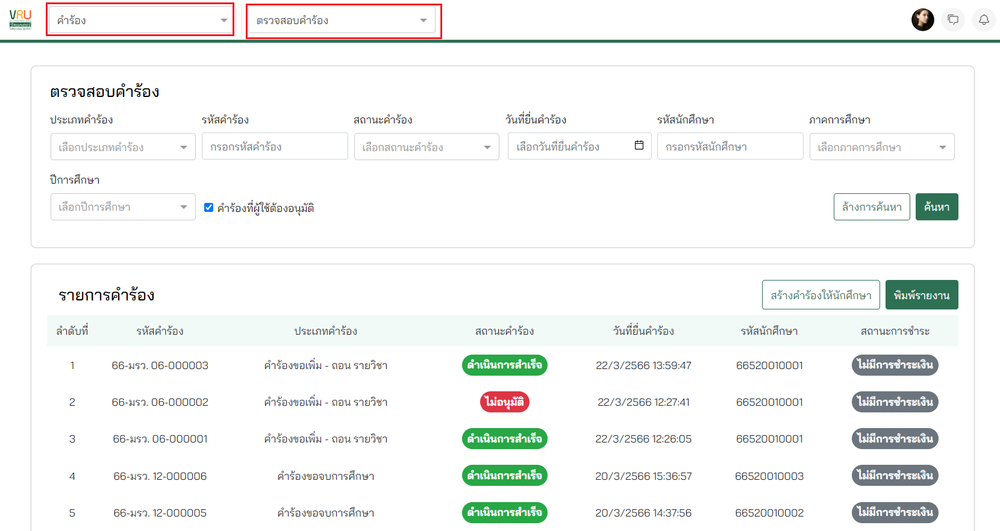 VRU
คำร้อง
ตรวจสอบคำร้อง
ตรวจสอบคำร้อง
ประเภทคำร้อง รหัสคำร้อง สถานะคำร้อง วันที่ยื่นคำร้อง รหัสนักศึกษา ภาคการศึกษา
เลือกประเภทคำร้อง กรอกรหัสคำร้อง เลือกสถานะคำร้อง เลือกวันที่ยื่นคำร้อง กรอกรหัสนักศึกษา เลือกภาคการศึกษา
ปีการศึกษา
เลือกปีการศึกษา คำร้องที่ผู้ใช้ต้องอนุมัติ ล้างการค้นหา ค้นหา
รายการคำร้อง สร้างคำร้องให้นักศึกษา พิมพ์รายงาน
ลำดับที่ รหัสคำร้อง ประเภทคำร้อง สถานะคำร้อง วันที่ยื่นคำร้อง รหัสนักศึกษา สถานะการชำระ
1 66-มรว. 06-000003 คำร้องขอเพิ่ม - ถอน รายวิชา ดำเนินการสำเร็จ 22/3/2566 13:59:47 66520010001 ไม่มีการชำระเงิน
2 66-มรว. 06-000002 คำร้องขอเพิ่ม - ถอน รายวิชา ไม่อนุมัติ 22/3/2566 12:27:41 66520010001 ไม่มีการชำระเงิน
3 66-มรว. 06-000001 คำร้องขอเพิ่ม - ถอน รายวิชา ดำเนินการสำเร็จ 22/3/2566 12:26:05 66520010001 ไม่มีการชำระเงิน
4 66-มรว. 12-000006 คำร้องขอจบการศึกษา ดำเนินการสำเร็จ 20/3/2566 15:36:57 66520010003 ไม่มีการชำระเงิน
5 66-มรว. 12-000005 คำร้องขอจบการศึกษา ดำเนินการสำเร็จ 20/3/2566 14:37:56 66520010002 ไม่มีการชำระเงิน